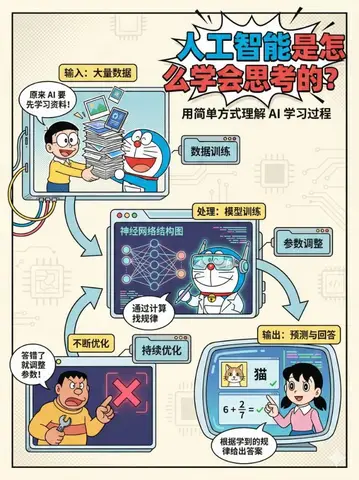 人工智能是怎
么学会思考的？
用简单方式理解 AI 学习过程
输入：大量数据
原来 AI 要
先学习资料！
数据训练
处理：模型训练
神经网络结构图
参数调整
通过计算
找规律
不断优化
持续优化
答错了
就调整
参数！
输出：预测与回答
猫
6 + 2/7 =
根据学到的规
律给出答案